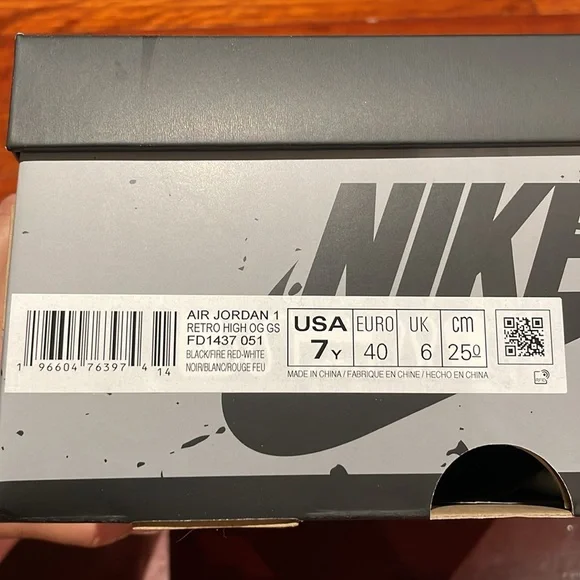 NIKE
AIR JORDAN 1
RETRO HIGH OG GS
FD1437 051
BLACK/FIRE RED-WHITE
NOIR/BLANC/ROUGE FEU
1 96604 76397 4 14
USA EURO UK cm
7Y 40 6 25.0
MADE IN CHINA / FABRIQUE EN CHINE / HECHO EN CHINA